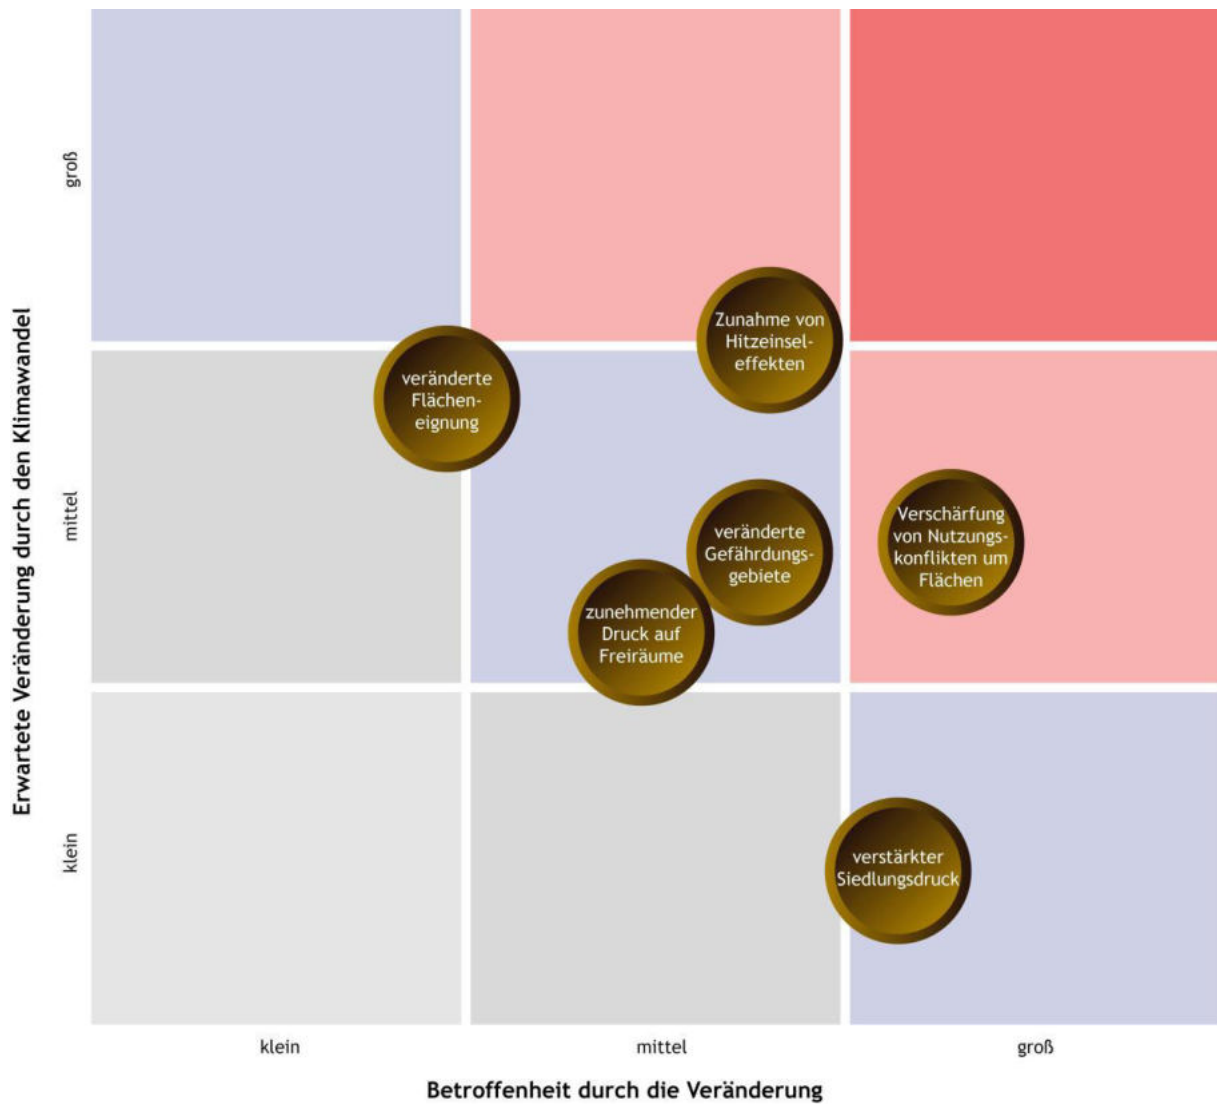 Erwartete Veränderung durch den Klimawandel
groß
mittel
klein
Zunahme von
Hitzeinsel-
effekten
veränderte
Flächen-
eignung
Verschärfung
von Nutzungs-
konflikten um
Flächen
veränderte
Gefährdungs-
gebiete
zunehmender
Druck auf
Freiräume
verstärkter
Siedlungsdruck
klein
mittel
groß
Betroffenheit durch die Veränderung